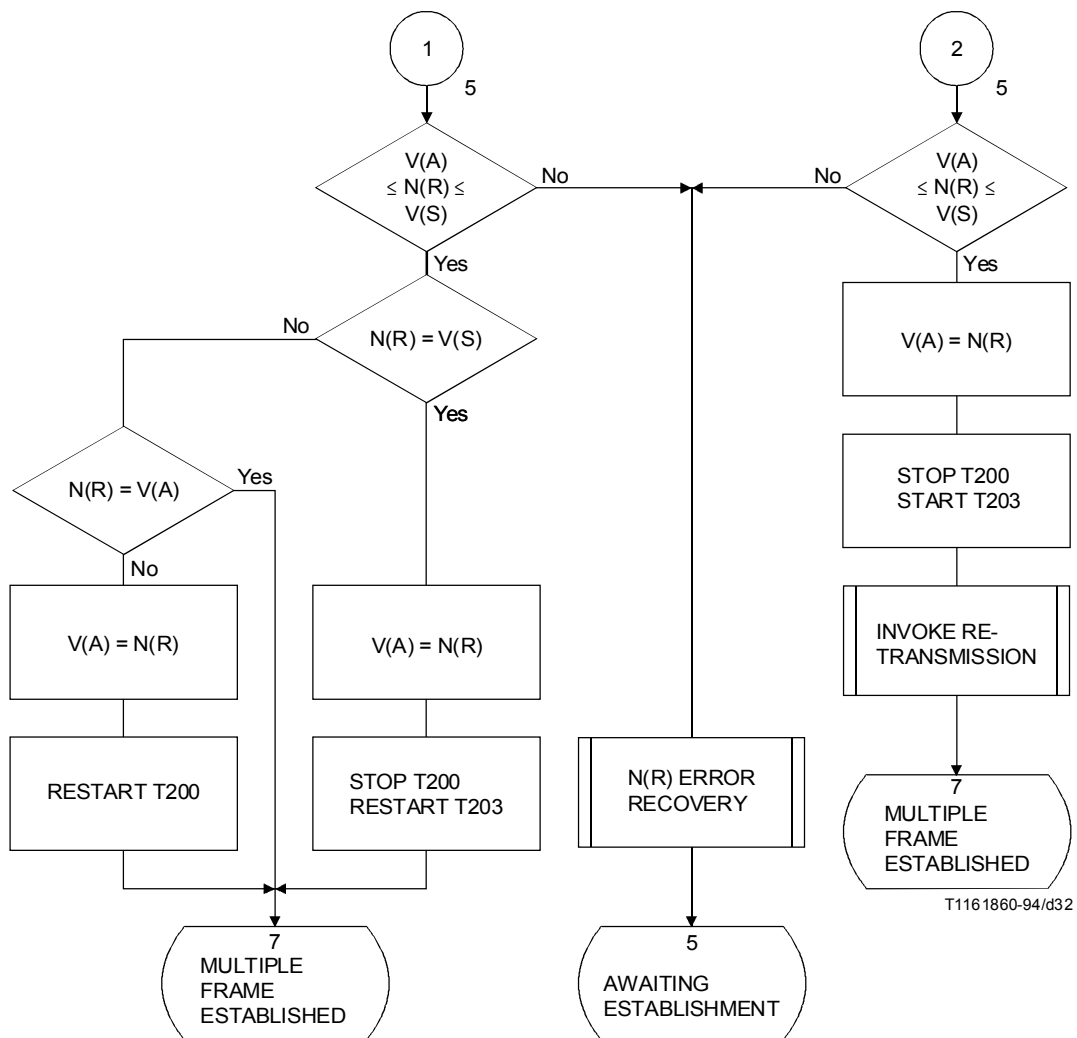 1
5
V(A)
≤ N(R) ≤
V(S)
No
Yes
N(R) = V(S)
No
Yes
N(R) = V(A)
Yes
No
V(A) = N(R)
RESTART T200
V(A) = N(R)
STOP T200
RESTART T203
7
MULTIPLE
FRAME
ESTABLISHED
N(R) ERROR
RECOVERY
5
AWAITING
ESTABLISHMENT
2
5
V(A)
≤ N(R) ≤
V(S)
No
Yes
V(A) = N(R)
STOP T200
START T203
INVOKE RE-
TRANSMISSION
7
MULTIPLE
FRAME
ESTABLISHED
T1161860-94/d32